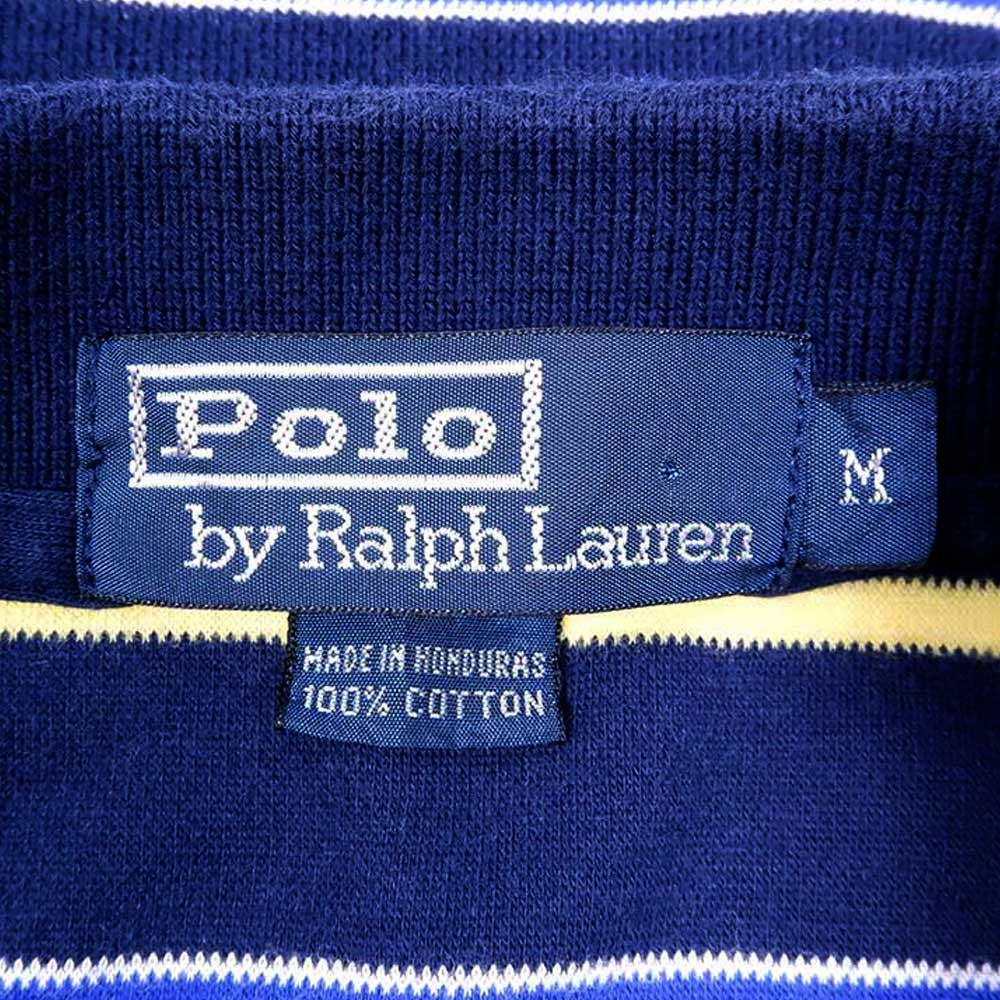 Polo
by Ralph Lauren
M
MADE IN HONDURAS
100% COTTON